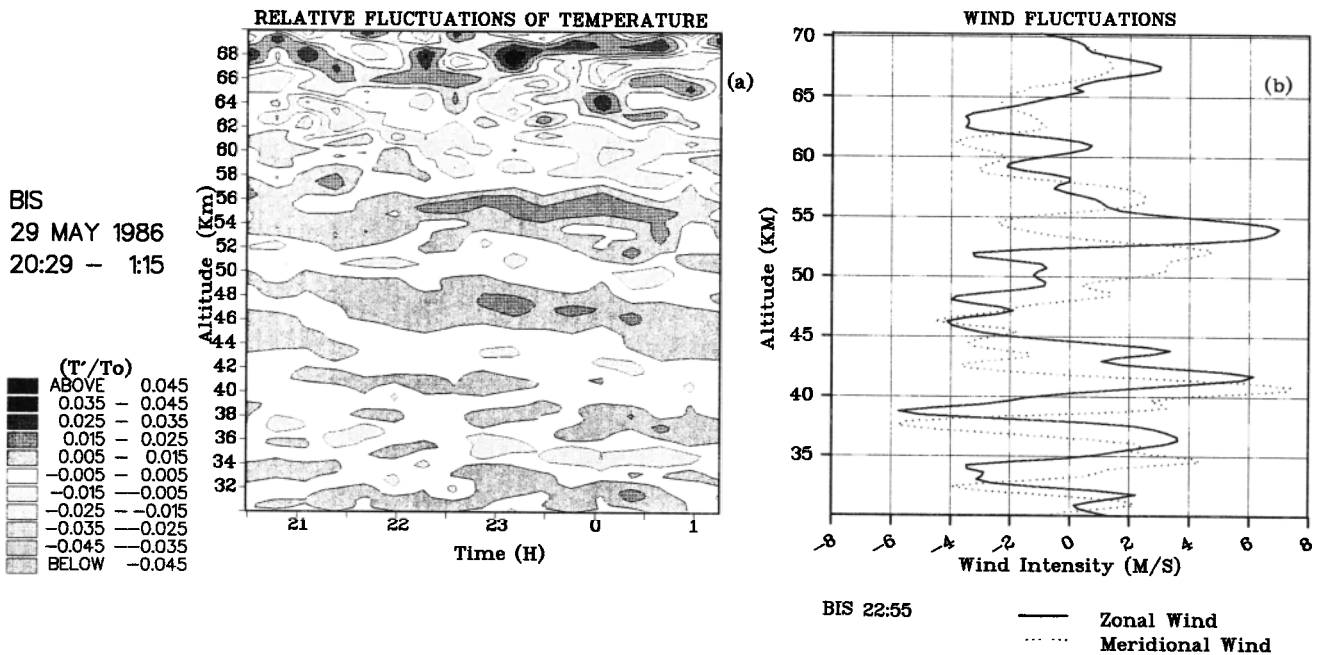 RELATIVE FLUCTUATIONS OF TEMPERATURE
(a)
BIS
29 MAY 1986
20:29 – 1:15
(T'/To)
ABOVE 0.045
0.035 – 0.045
0.025 – 0.035
0.015 – 0.025
0.005 – 0.015
-0.005 – 0.005
-0.015 –-0.005
-0.025 – -0.015
-0.035 –-0.025
-0.045 –-0.035
BELOW -0.045
Altitude (Km)
68
66
64
62
60
58
56
54
52
50
48
46
44
42
40
38
36
34
32
21 22 23 0 1
Time (H)
WIND FLUCTUATIONS
(b)
Altitude (KM)
70
65
60
55
50
45
40
35
-8 -6 -4 -2 0 2 4 6 8
Wind Intensity (M/S)
BIS 22:55
Zonal Wind
Meridional Wind